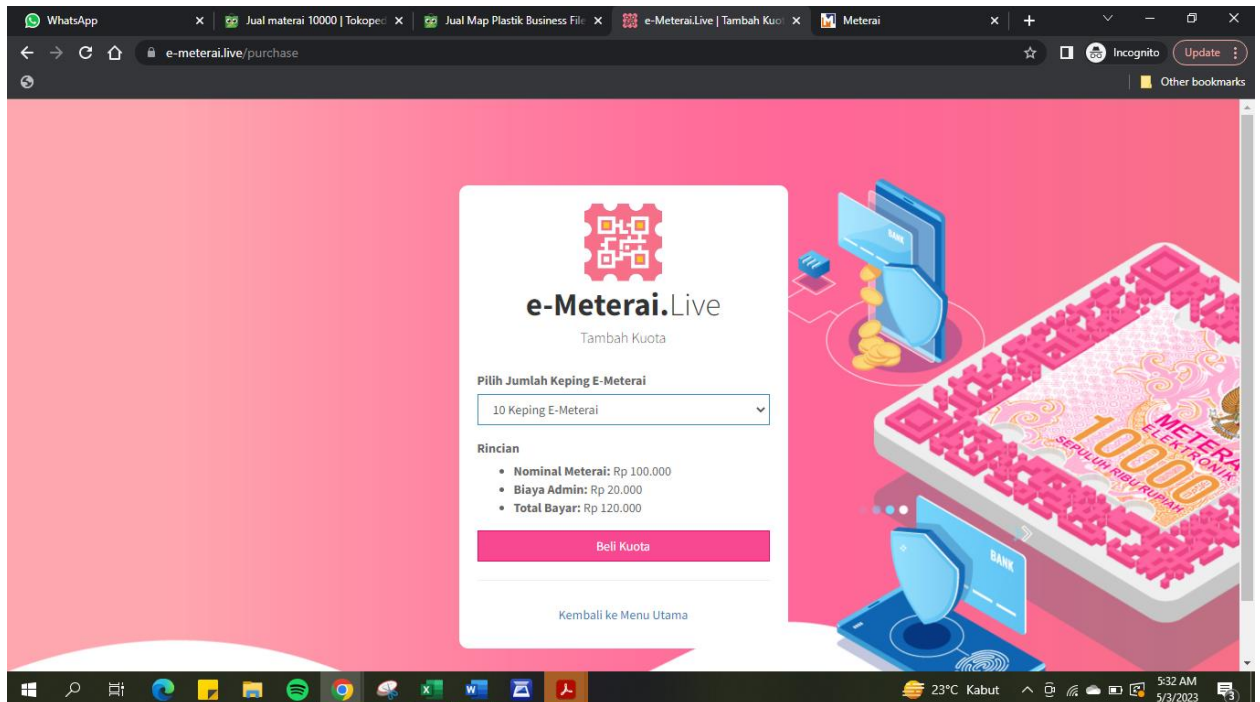 WhatsApp
Jual materai 10000 | Tokoped
Jual Map Plastik Business File
e-Meterai.Live | Tambah Kuot
Meterai
e-meterai.live/purchase
Incognito
Update
Other bookmarks
e-Meterai.Live
Tambah Kuota
Pilih Jumlah Keping E-Meterai
10 Keping E-Meterai
Rincian
Nominal Meterai: Rp 100.000
Biaya Admin: Rp 20.000
Total Bayar: Rp 120.000
Beli Kuota
Kembali ke Menu Utama
BANK
METERA
ELEKTRONIK
10000
SEPULUH RIBU RUPIAH
BANK
23°C Kabut
5:32 AM
5/3/2023
3